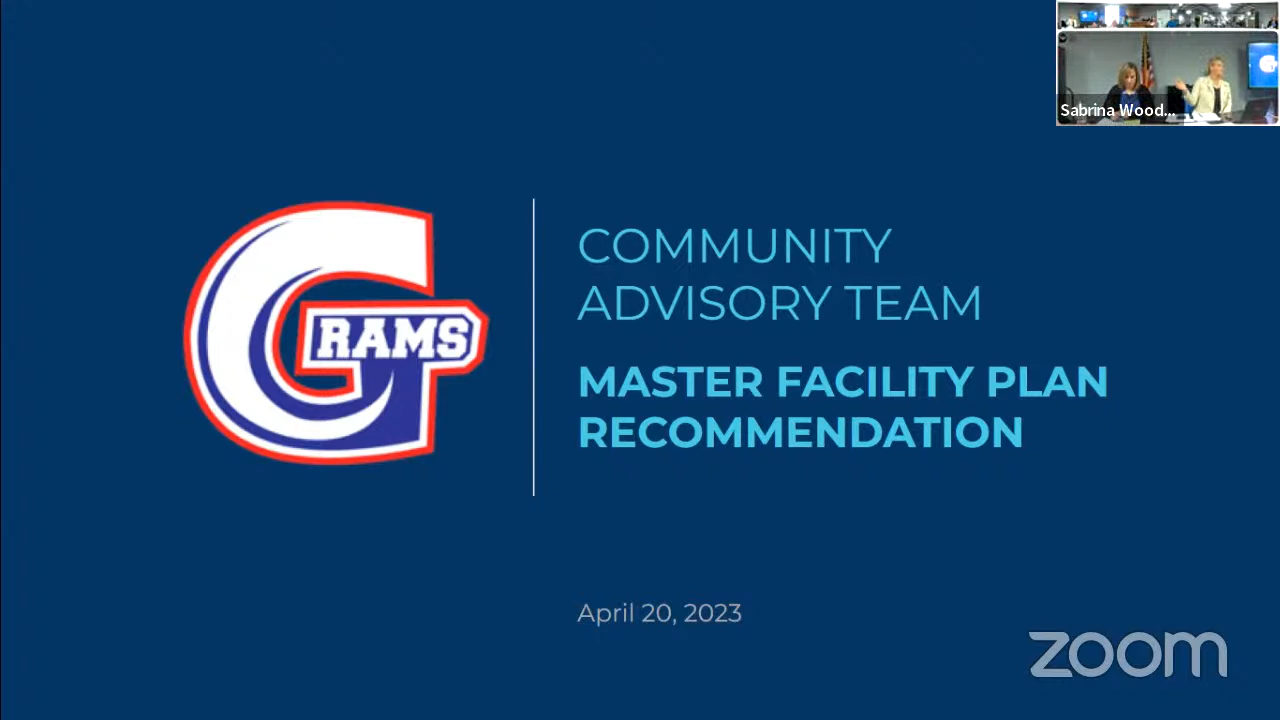 Sabrina Wood...
RAMS
COMMUNITY
ADVISORY TEAM
MASTER FACILITY PLAN
RECOMMENDATION
April 20, 2023
zoom